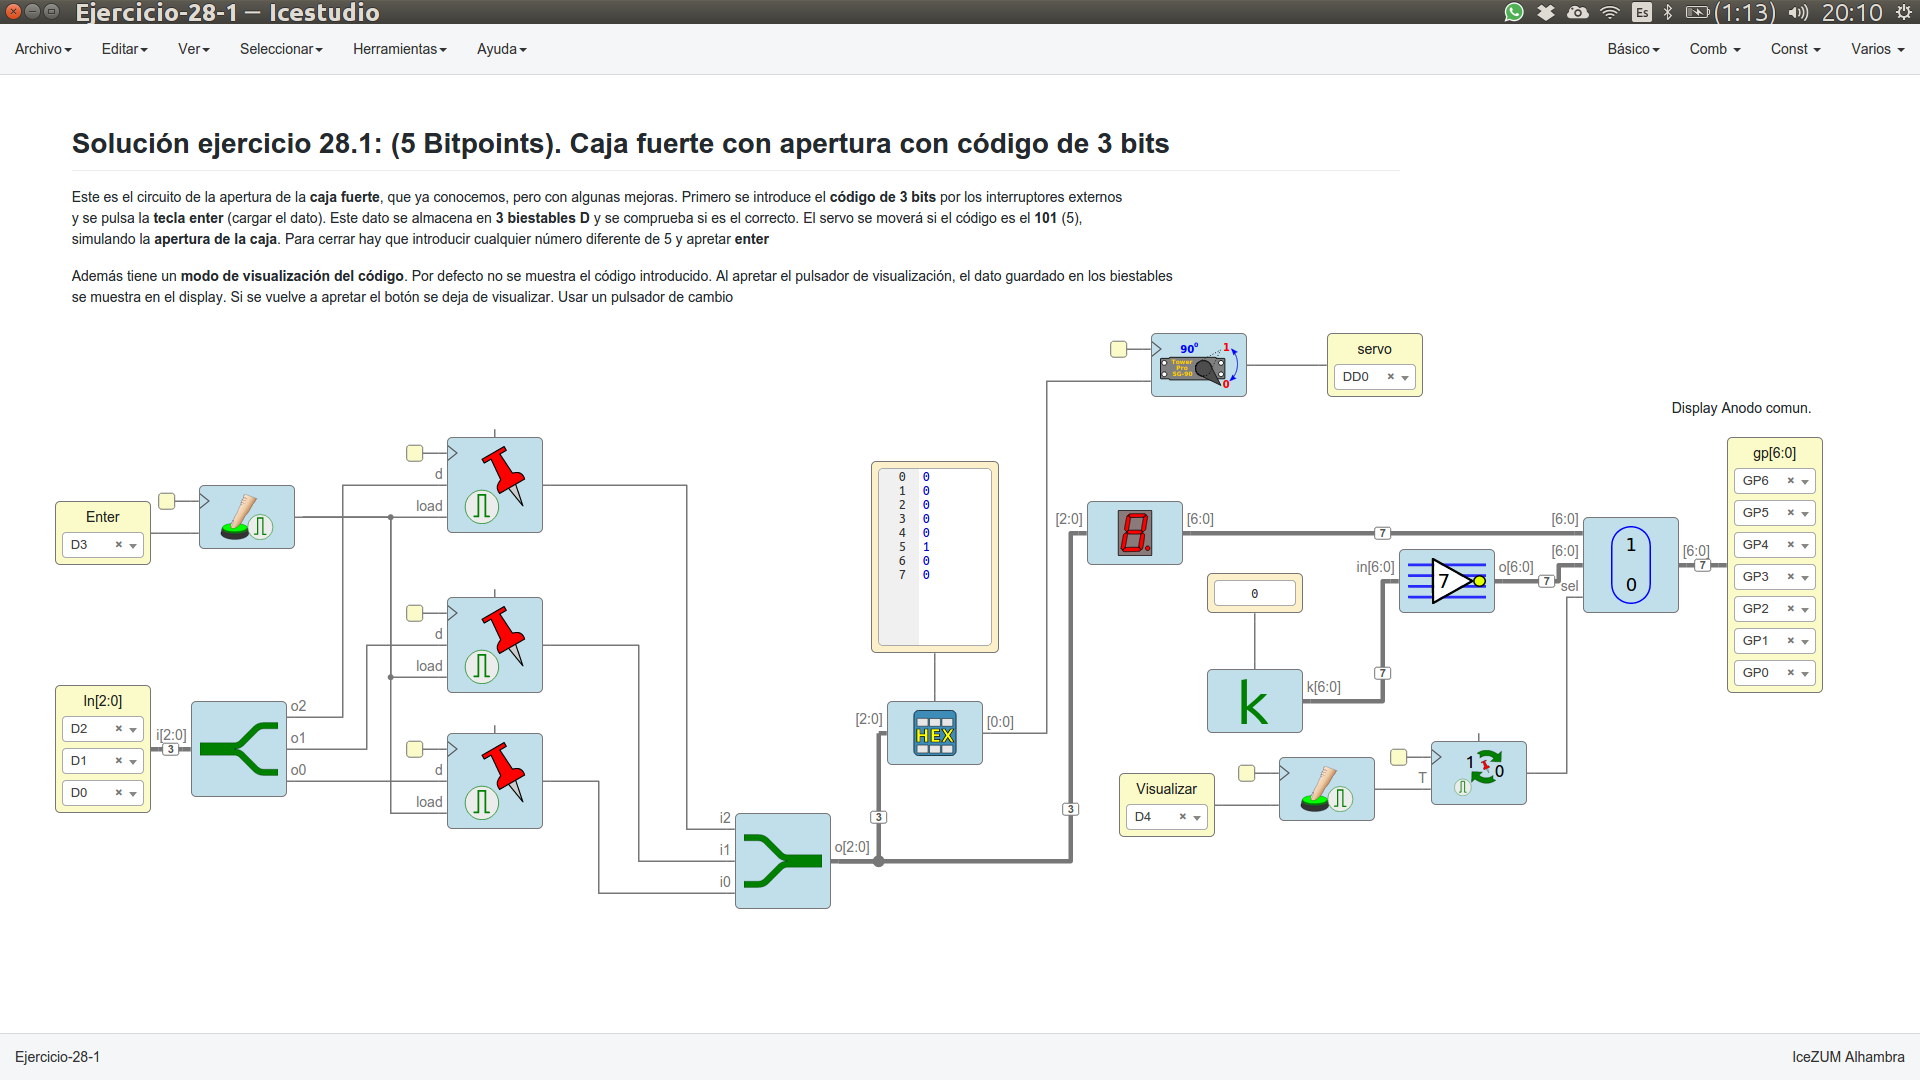 Ejercicio-28-1 — Icestudio
Es (1:13) 20:10
Archivo Editar Ver Seleccionar Herramientas Ayuda Básico Comb Const Varios
Solución ejercicio 28.1: (5 Bitpoints). Caja fuerte con apertura con código de 3 bits
Este es el circuito de la apertura de la caja fuerte, que ya conocemos, pero con algunas mejoras. Primero se introduce el código de 3 bits por los interruptores externos
y se pulsa la tecla enter (cargar el dato). Este dato se almacena en 3 biestables D y se comprueba si es el correcto. El servo se moverá si el código es el 101 (5),
simulando la apertura de la caja. Para cerrar hay que introducir cualquier número diferente de 5 y apretar enter
Además tiene un modo de visualización del código. Por defecto no se muestra el código introducido. Al apretar el pulsador de visualización, el dato guardado en los biestables
se muestra en el display. Si se vuelve a apretar el botón se deja de visualizar. Usar un pulsador de cambio
90º 1
Tower
Pro
SG-90
0
servo
DD0
Display Anodo comun.
Enter
D3
d
load
d
load
d
load
In[2:0]
D2
D1
D0
i[2:0]
3
o2
o1
o0
i2
i1
i0
o[2:0]
3
0 0
1 0
2 0
3 0
4 0
5 1
6 0
7 0
[2:0]
HEX
[0:0]
3
[2:0]
8.
[6:0]
7
0
k
k[6:0]
7
in[6:0]
7
o[6:0]
7
[6:0]
[6:0]
sel
1
0
[6:0]
7
gp[6:0]
GP6
GP5
GP4
GP3
GP2
GP1
GP0
Visualizar
D4
T
1 0
Ejercicio-28-1
IceZUM Alhambra